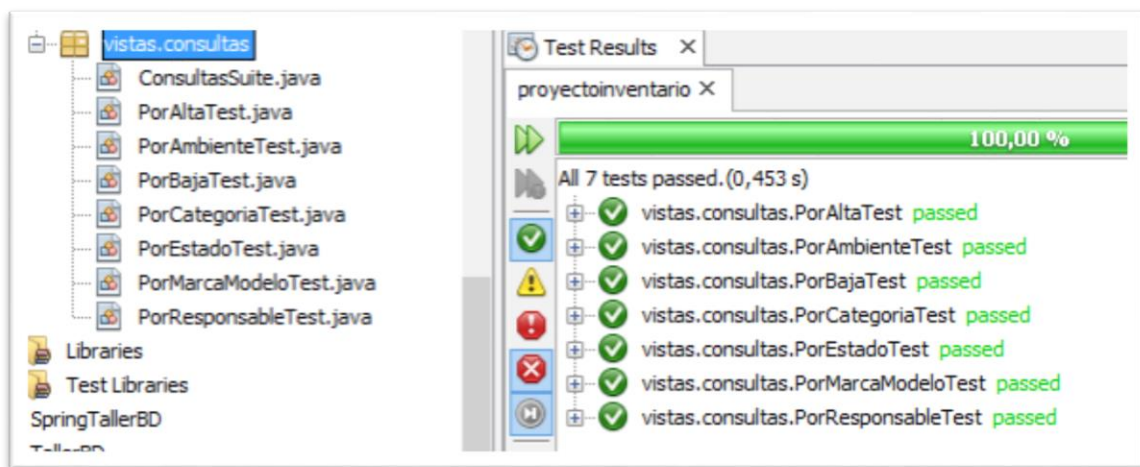 vistas.consultas
ConsultasSuite.java
PorAltaTest.java
PorAmbienteTest.java
PorBajaTest.java
PorCategoriaTest.java
PorEstadoTest.java
PorMarcaModeloTest.java
PorResponsableTest.java
Libraries
Test Libraries
SpringTallerBD
TallerBD
Test Results
proyectoinventario
100,00 %
All 7 tests passed.(0,453 s)
vistas.consultas.PorAltaTest passed
vistas.consultas.PorAmbienteTest passed
vistas.consultas.PorBajaTest passed
vistas.consultas.PorCategoriaTest passed
vistas.consultas.PorEstadoTest passed
vistas.consultas.PorMarcaModeloTest passed
vistas.consultas.PorResponsableTest passed